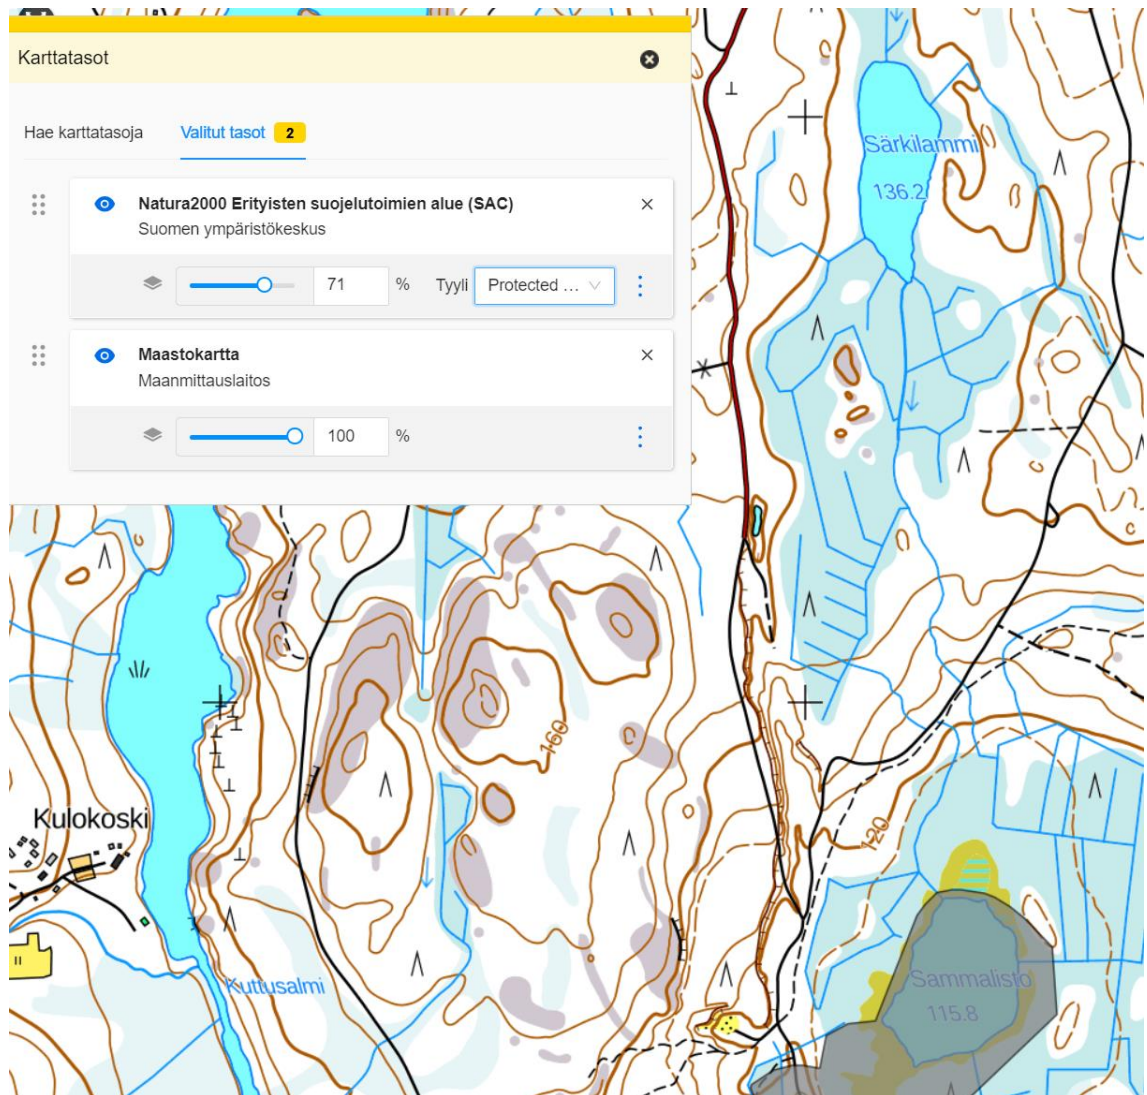 Karttatasot
Hae karttatasoja
Valitut tasot 2
Natura2000 Erityisten suojelutoimien alue (SAC)
Suomen ympäristökeskus
71 % Tyyli Protected ...
Maastokartta
Maanmittauslaitos
100 %
Särkilammi
136.2
160
Kulokoski
120
Kuttusalmi
Sammalisto
115.8